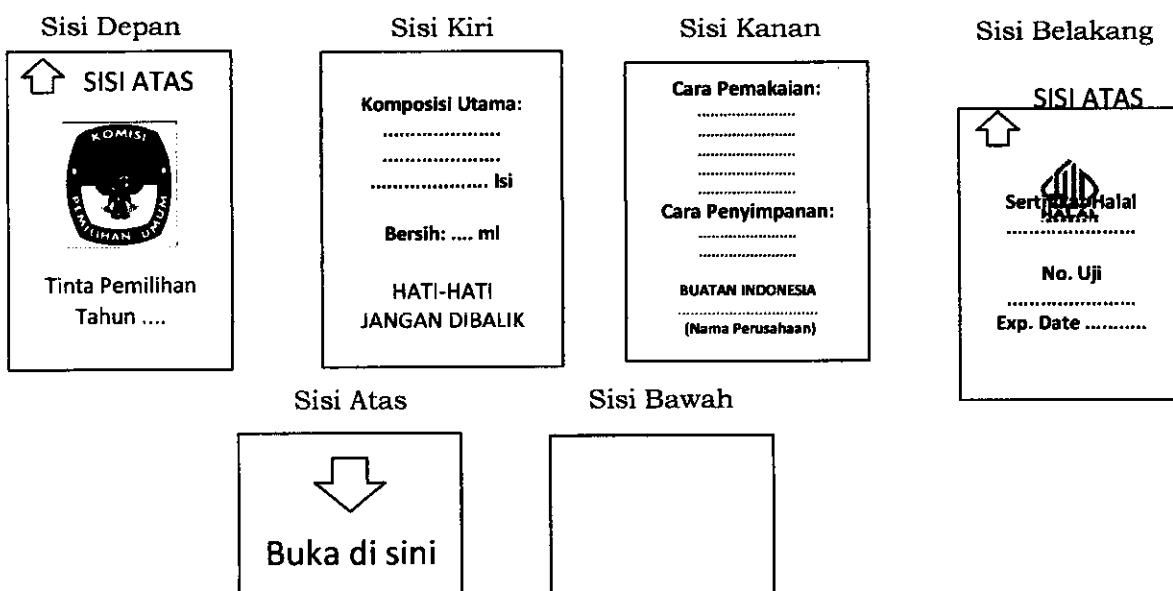 Sisi Depan
SISI ATAS
KOMISI
PEMILIHAN UMUM
Tinta Pemilihan
Tahun ....
Sisi Kiri
Komposisi Utama:
......................
......................
...................... Isi
Bersih: .... ml
HATI-HATI
JANGAN DIBALIK
Sisi Kanan
Cara Pemakaian:
......................
......................
......................
......................
......................
Cara Penyimpanan:
......................
......................
BUATAN INDONESIA
......................
(Nama Perusahaan)
Sisi Belakang
SISI ATAS
HALAL
Sertifikat Halal
......................
No. Uji
......................
Exp. Date ...........
Sisi Atas
Buka di sini
Sisi Bawah